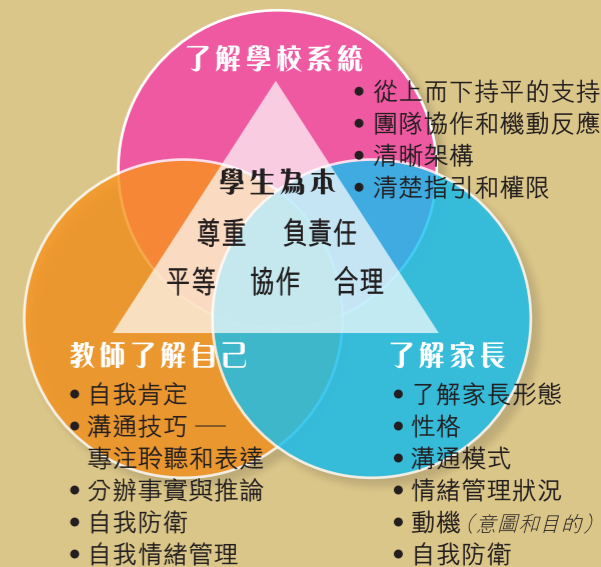 了解學校系統
• 從上而下持平的支持
• 團隊協作和機動反應
• 清晰架構
• 清楚指引和權限
學生為本
尊重 負責任
平等 協作 合理
教師了解自己
• 自我肯定
• 溝通技巧 —
專注聆聽和表達
• 分辦事實與推論
• 自我防衛
• 自我情緒管理
了解家長
• 了解家長形態
• 性格
• 溝通模式
• 情緒管理狀況
• 動機(意圖和目的)
• 自我防衛